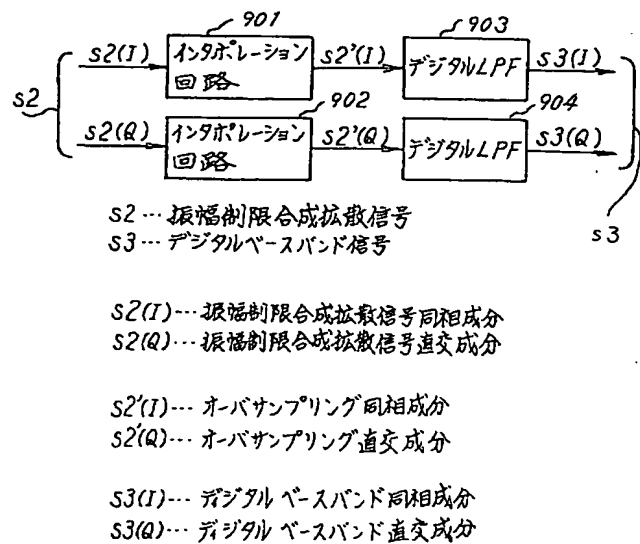 901
903
s2(I)
インタポレーション
回路
s2'(I)
デジタルLPF
s3(I)
s2
902
904
s2(Q)
インタポレーション
回路
s2'(Q)
デジタルLPF
s3(Q)
s3
s2…振幅制限合成拡散信号
s3…デジタルベースバンド信号
s2(I)…振幅制限合成拡散信号同相成分
s2(Q)…振幅制限合成拡散信号直交成分
s2'(I)…オーバサンプリング同相成分
s2'(Q)…オーバサンプリング直交成分
s3(I)…ディジタルベースバンド同相成分
s3(Q)…ディジタルベースバンド直交成分